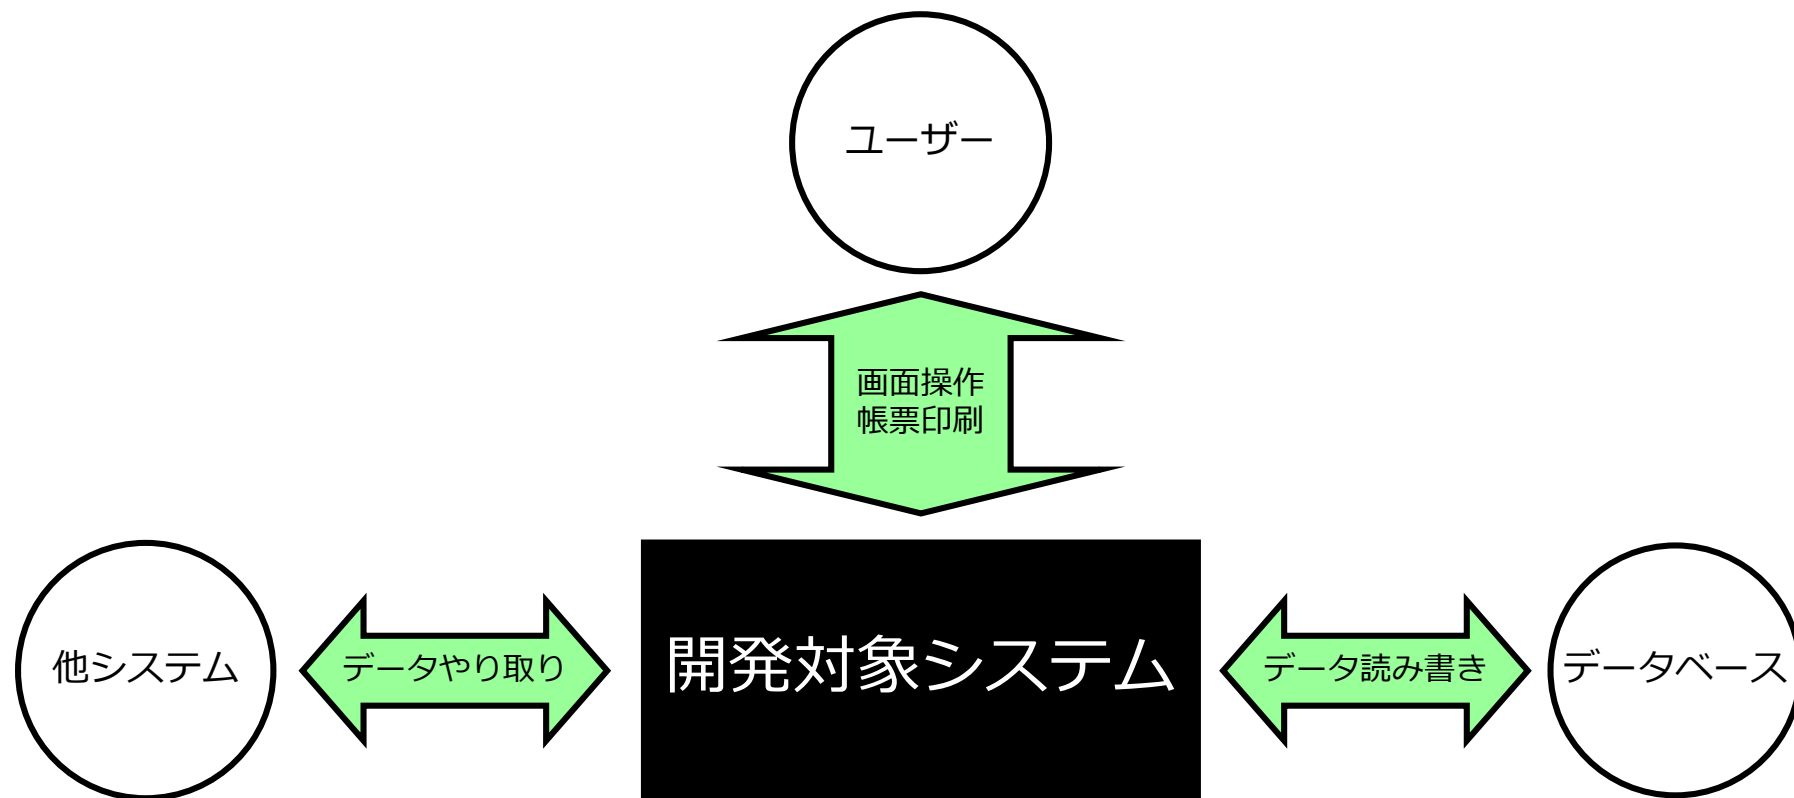 ユーザー
画面操作
帳票印刷
他システム
データやり取り
開発対象システム
データ読み書き
データベース